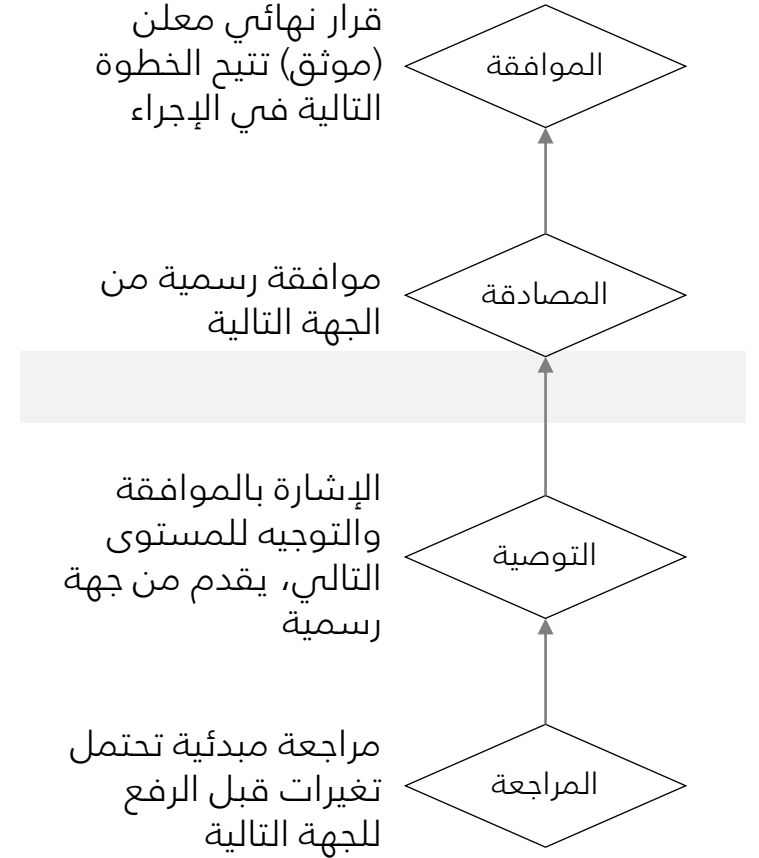 الموافقة
قرار نهائي معلن
(موثق) تتيح الخطوة
التالية في الإجراء
المصادقة
موافقة رسمية من
الجهة التالية
التوصية
الإشارة بالموافقة
والتوجيه للمستوى
التالي، يقدم من جهة
رسمية
المراجعة
مراجعة مبدئية تحتمل
تغيرات قبل الرفع
للجهة التالية